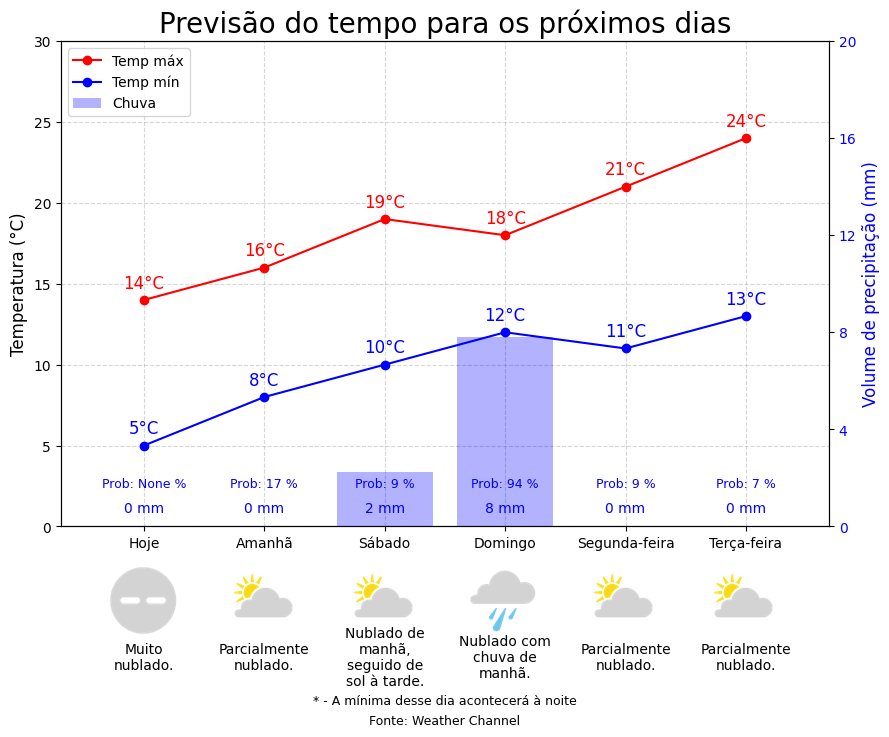 Previsão do tempo para os próximos dias
Temp máx
Temp mín
Chuva
Temperatura (°C)
30
25
20
15
10
5
0
Volume de precipitação (mm)
20
16
12
8
4
0
14°C
16°C
19°C
18°C
21°C
24°C
5°C
8°C
10°C
12°C
11°C
13°C
Prob: None %
Prob: 17 %
Prob: 9 %
Prob: 94 %
Prob: 9 %
Prob: 7 %
0 mm
0 mm
2 mm
8 mm
0 mm
0 mm
Hoje
Amanhã
Sábado
Domingo
Segunda-feira
Terça-feira
Muito
nublado.
Parcialmente
nublado.
Nublado de
manhã,
seguido de
sol à tarde.
Nublado com
chuva de
manhã.
Parcialmente
nublado.
Parcialmente
nublado.
* - A mínima desse dia acontecerá à noite
Fonte: Weather Channel